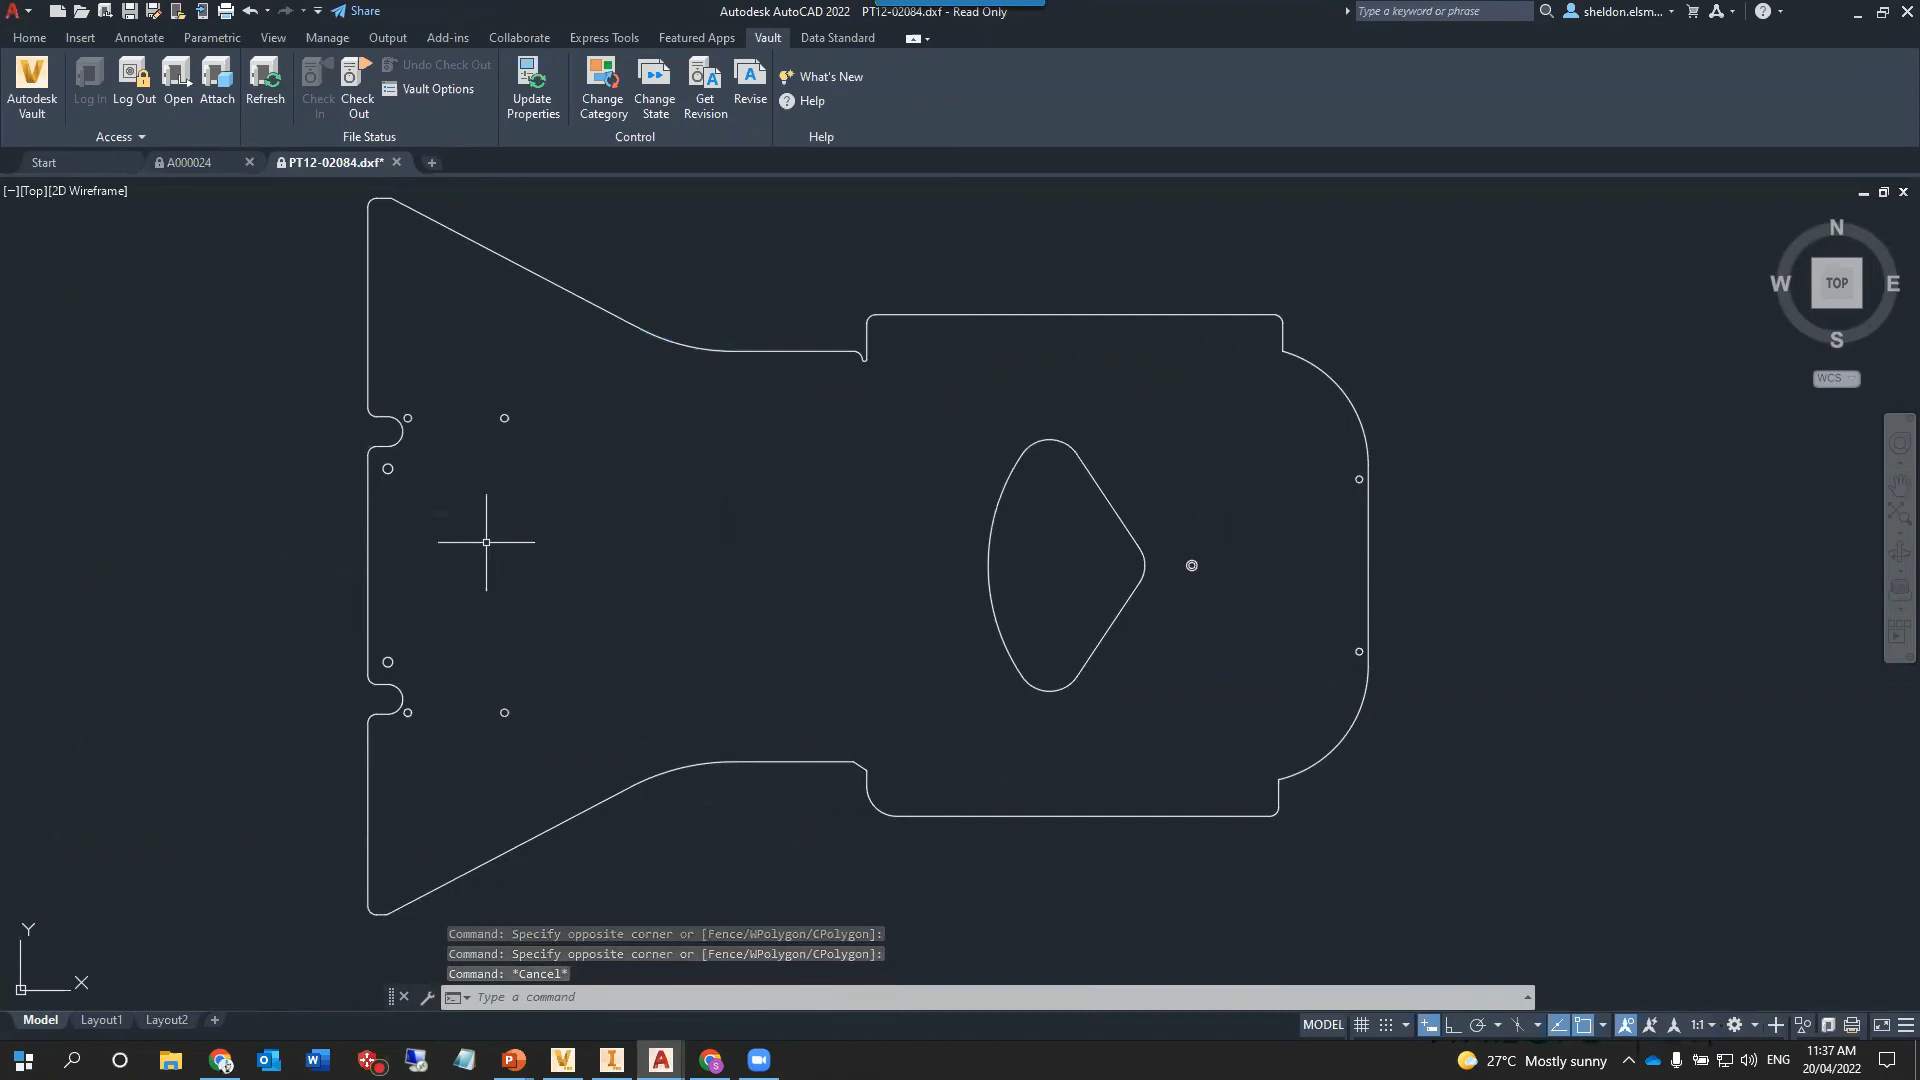 Share
Autodesk AutoCAD 2022 PT12-02084.dxf - Read Only
Type a keyword or phrase
sheldon.elsm...
Home Insert Annotate Parametric View Manage Output Add-ins Collaborate Express Tools Featured Apps Vault Data Standard
Autodesk Vault
Log In
Log Out
Open
Attach
Refresh
Check In
Check Out
Undo Check Out
Vault Options
Update Properties
Change Category
Change State
Get Revision
Revise
What's New
Help
Access
File Status
Control
Help
Start
A000024
PT12-02084.dxf*
[−][Top][2D Wireframe]
N
W
TOP
E
S
WCS
Y
X
Command: Specify opposite corner or [Fence/WPolygon/CPolygon]:
Command: Specify opposite corner or [Fence/WPolygon/CPolygon]:
Command: *Cancel*
Type a command
Model Layout1 Layout2
MODEL
1:1
27°C Mostly sunny
ENG
11:37 AM
20/04/2022